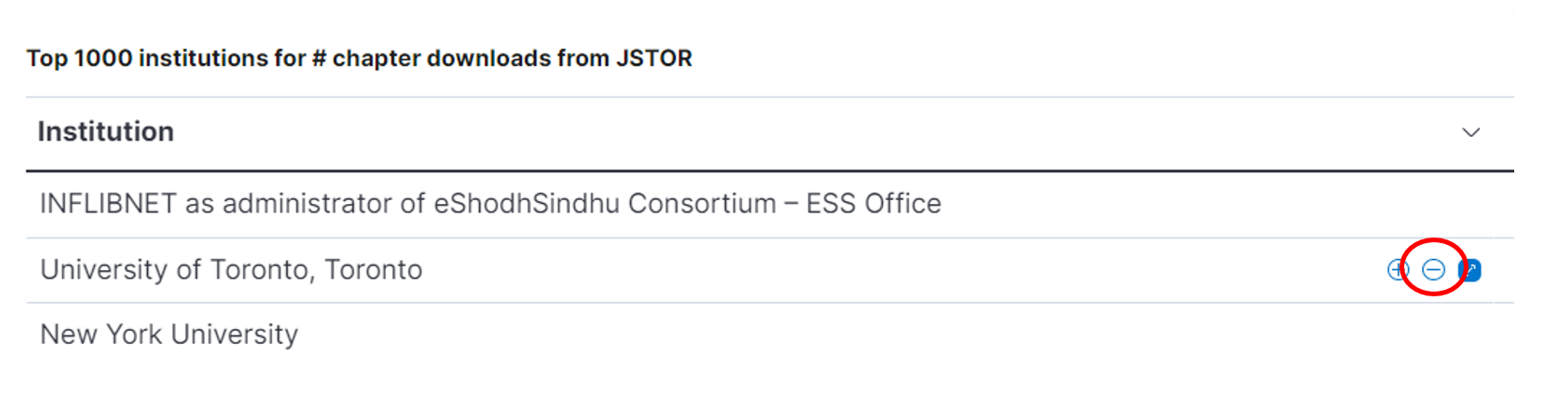 Top 1000 institutions for # chapter downloads from JSTOR
Institution
INFLIBNET as administrator of eShodhSindhu Consortium – ESS Office
University of Toronto, Toronto
New York University